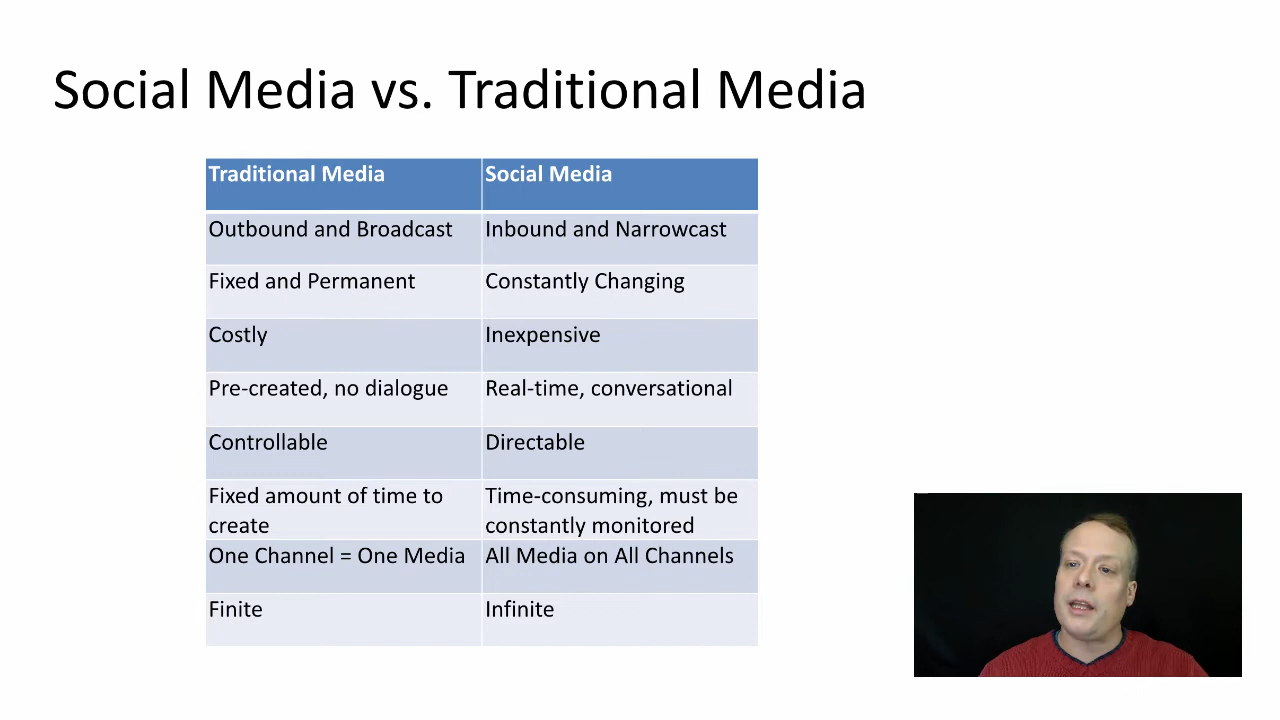 Social Media vs. Traditional Media
Traditional Media
Social Media
Outbound and Broadcast
Inbound and Narrowcast
Fixed and Permanent
Constantly Changing
Costly
Inexpensive
Pre-created, no dialogue
Real-time, conversational
Controllable
Directable
Fixed amount of time to
create
Time-consuming, must be
constantly monitored
One Channel = One Media
All Media on All Channels
Finite
Infinite